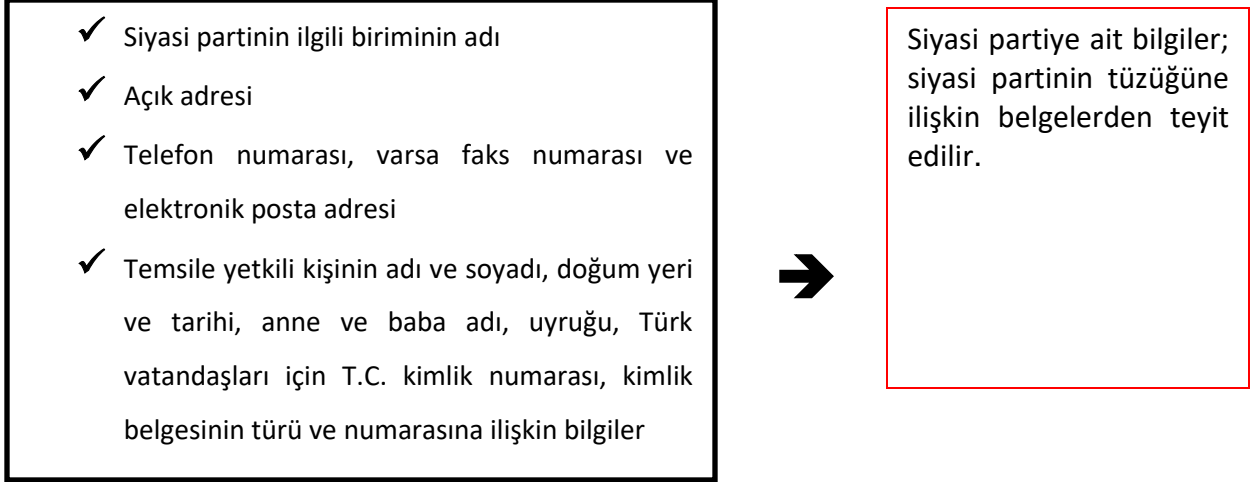 ✓ Siyasi partinin ilgili biriminin adı
✓ Açık adresi
✓ Telefon numarası, varsa faks numarası ve
elektronik posta adresi
✓ Temsile yetkili kişinin adı ve soyadı, doğum yeri
ve tarihi, anne ve baba adı, uyruğu, Türk
vatandaşları için T.C. kimlik numarası, kimlik
belgesinin türü ve numarasına ilişkin bilgiler
Siyasi partiye ait bilgiler;
siyasi partinin tüzüğüne
ilişkin belgelerden teyit
edilir.